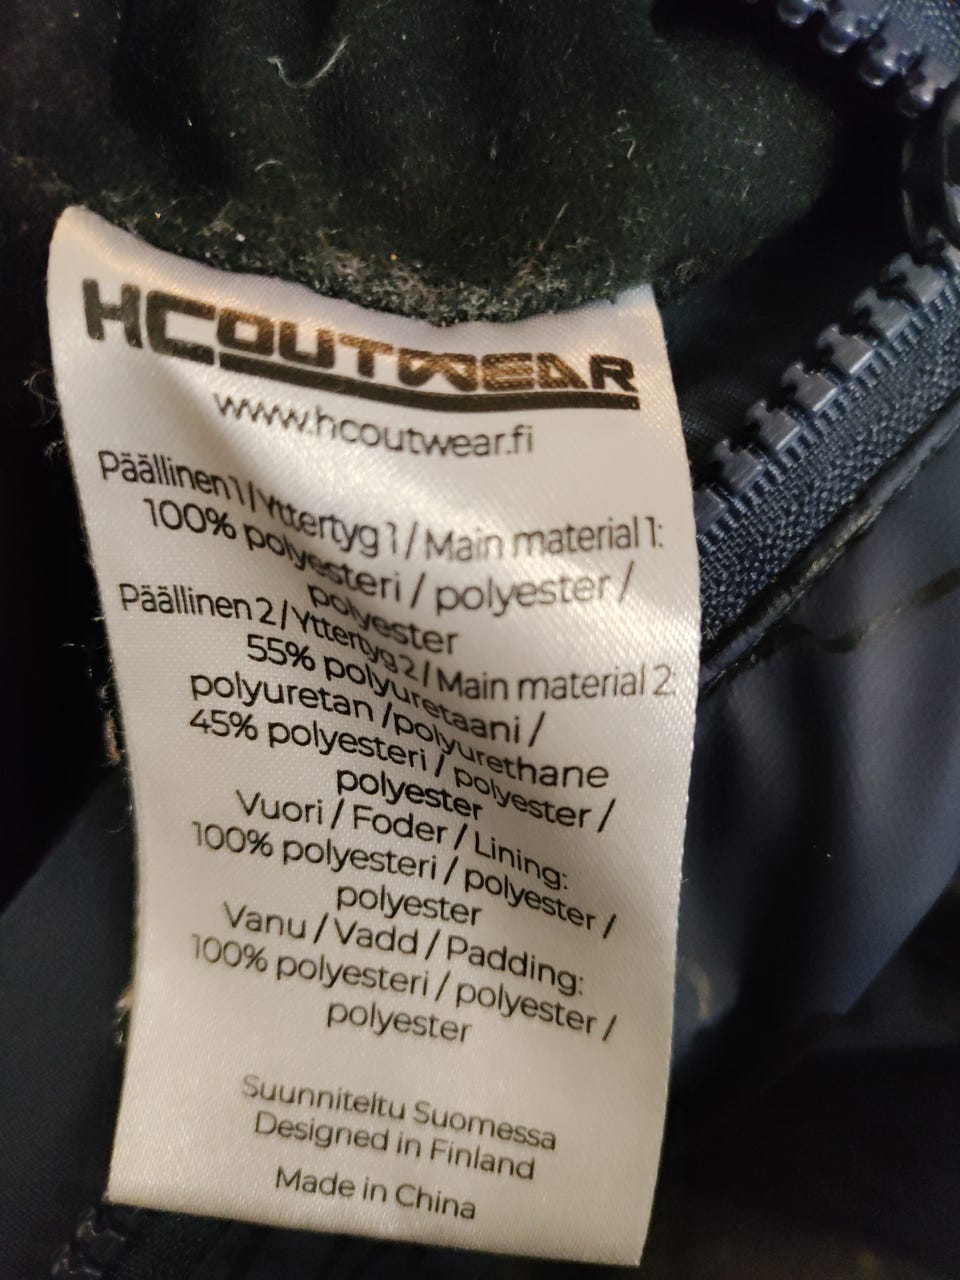 HCOUTWEAR
www.hcoutwear.fi
Päällinen 1 / Yttertyg 1 / Main material 1:
100% polyesteri / polyester /
polyester
Päällinen 2 / Yttertyg 2 / Main material 2:
55% polyuretaani /
polyuretan /polyurethane
45% polyesteri / polyester /
polyester
Vuori / Foder / Lining:
100% polyesteri / polyester /
polyester
Vanu / Vadd / Padding:
100% polyesteri / polyester /
polyester
Suunniteltu Suomessa
Designed in Finland
Made in China